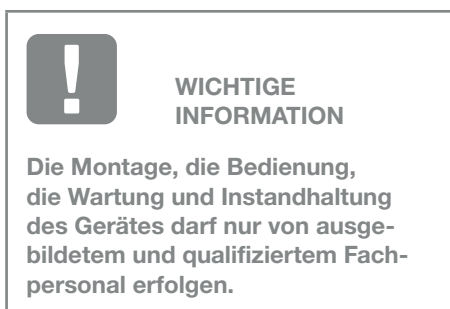 WICHTIGE
INFORMATION
Die Montage, die Bedienung,
die Wartung und Instandhaltung
des Gerätes darf nur von ausge-
bildetem und qualifiziertem Fach-
personal erfolgen.